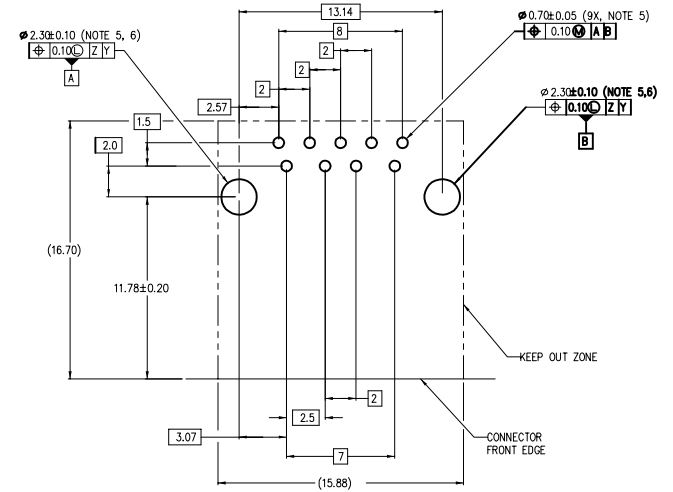 13.14
8
⌀0.70±0.05 (9X, NOTE 5)
⌖ 0.10Ⓜ A B
⌀2.30±0.10 (NOTE 5, 6)
⌖ 0.10Ⓛ Z Y
A
2
2
2
2.57
⌀2.30±0.10 (NOTE 5,6)
⌖ 0.10Ⓛ Z Y
B
1.5
2.0
(16.70)
11.78±0.20
KEEP OUT ZONE
2
2.5
3.07
CONNECTOR
FRONT EDGE
7
(15.88)